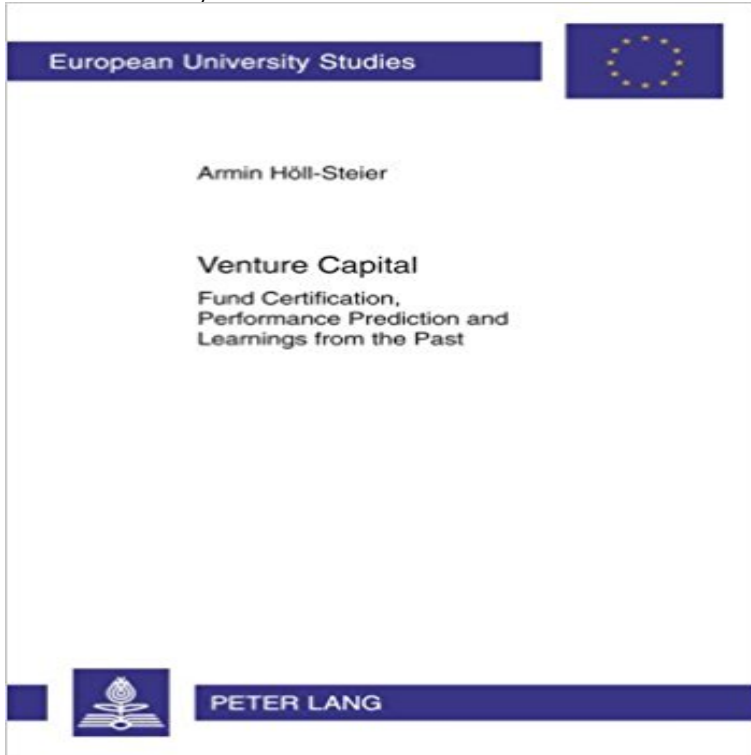 European University Studies
Armin Höll-Steier
Venture Capital
Fund Certification,
Performance Prediction and
Learnings from the Past
PETER LANG